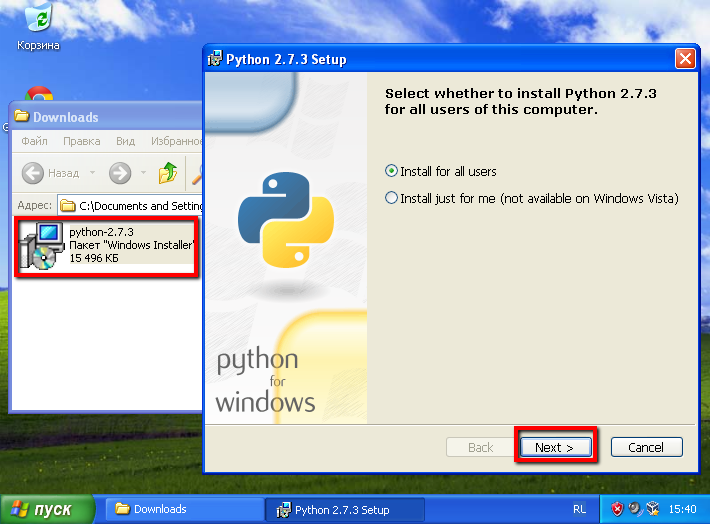 Корзина
Downloads
Файл Правка Вид Избранное
Назад
Адрес: C:\Documents and Setting
python-2.7.3
Пакет "Windows Installer"
15 496 КБ
Python 2.7.3 Setup
Select whether to install Python 2.7.3
for all users of this computer.
Install for all users
Install just for me (not available on Windows Vista)
python
for
windows
Back Next > Cancel
пуск Downloads Python 2.7.3 Setup RL 15:40